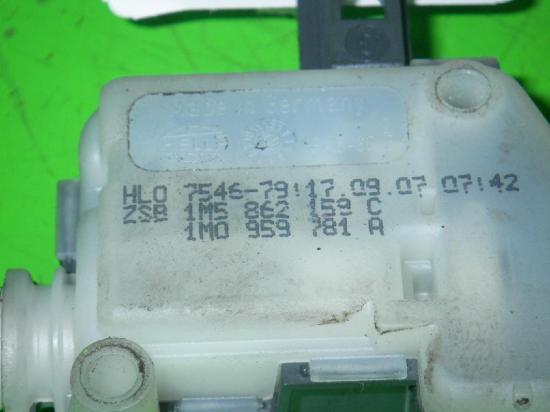 Made in Germany
HLO 7546-79!17.09.07 07:42
ZSB 1M5 862 159 C
1M0 959 781 A